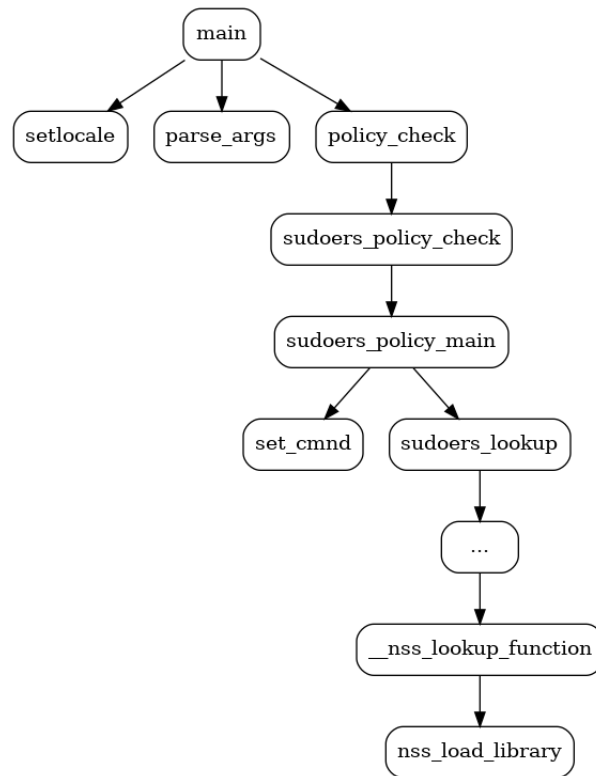 main
setlocale
parse_args
policy_check
sudoers_policy_check
sudoers_policy_main
set_cmnd
sudoers_lookup
...
__nss_lookup_function
nss_load_library